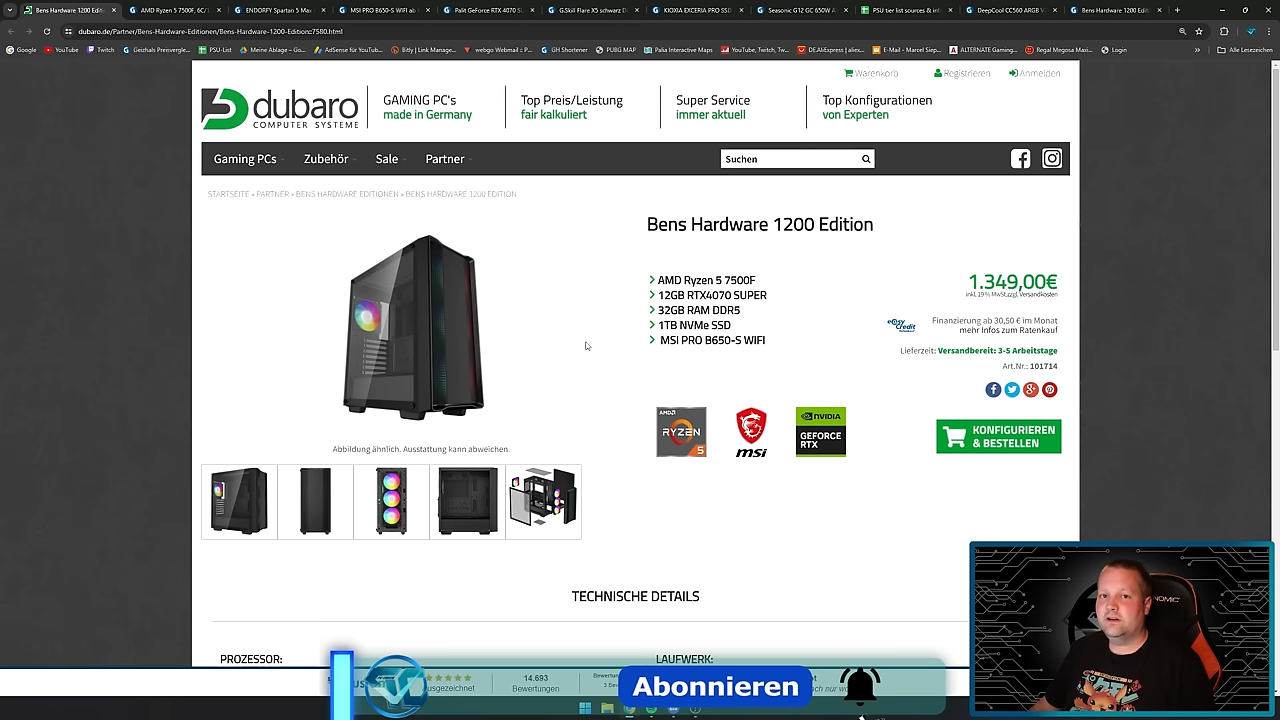 Bens Hardware 1200 Editi
AMD Ryzen 5 7500F, 6C/
ENDORFY Spartan 5 Max
MSI PRO B650-S WIFI ab
Palit GeForce RTX 4070 S
G.Skill Flare X5 schwarz D
KIOXIA EXCERIA PRO SSD
Seasonic G12 GC 650W A
PSU tier list sources & inf
DeepCool CC560 ARGB V
Bens Hardware 1200 Edit
dubaro.de/Partner/Bens-Hardware-Editionen/Bens-Hardware-1200-Edition::7580.html
Google
YouTube
Twitch
Geizhals Preisvergle...
PSU-List
Meine Ablage – Go...
AdSense für YouTub...
Bitly | Link Manage...
webgo Webmail :: P...
GH Shoertner
PUBG MAP
Palia Interactive Maps
YouTube, Twitch, Tw...
AliExpress | aliex...
E-Mail – Marcel Siep...
ALTERNATE Gaming...
Regal Megosa Mau...
Login
Alle Lesezeichen
Warenkorb
Registrieren
Anmelden
dubaro
COMPUTER SYSTEME
GAMING PC's
made in Germany
Top Preis/Leistung
fair kalkuliert
Super Service
immer aktuell
Top Konfigurationen
von Experten
Gaming PCs
Zubehör
Sale
Partner
Suchen
STARTSEITE » PARTNER » BENS HARDWARE EDITIONEN » BENS HARDWARE 1200 EDITION
Bens Hardware 1200 Edition
AMD Ryzen 5 7500F
12GB RTX4070 SUPER
32GB RAM DDR5
1TB NVMe SSD
MSI PRO B650-S WIFI
1.349,00€
inkl. 19 % MwSt.zzgl. Versandkosten
easy Credit
Finanzierung ab 30,50 € im Monat
mehr Infos zum Ratenkauf
Lieferzeit: Versandbereit: 3-5 Arbeitstage
Art.Nr.: 101714
AMD
RYZEN
5
msi
NVIDIA
GEFORCE
RTX
KONFIGURIEREN
& BESTELLEN
Abbildung ähnlich. Ausstattung kann abweichen.
TECHNISCHE DETAILS
PROZESSOR:
LAUFWERK:
usgezeichnet
14.693
Bewertungen
Abonnieren
NOMIC